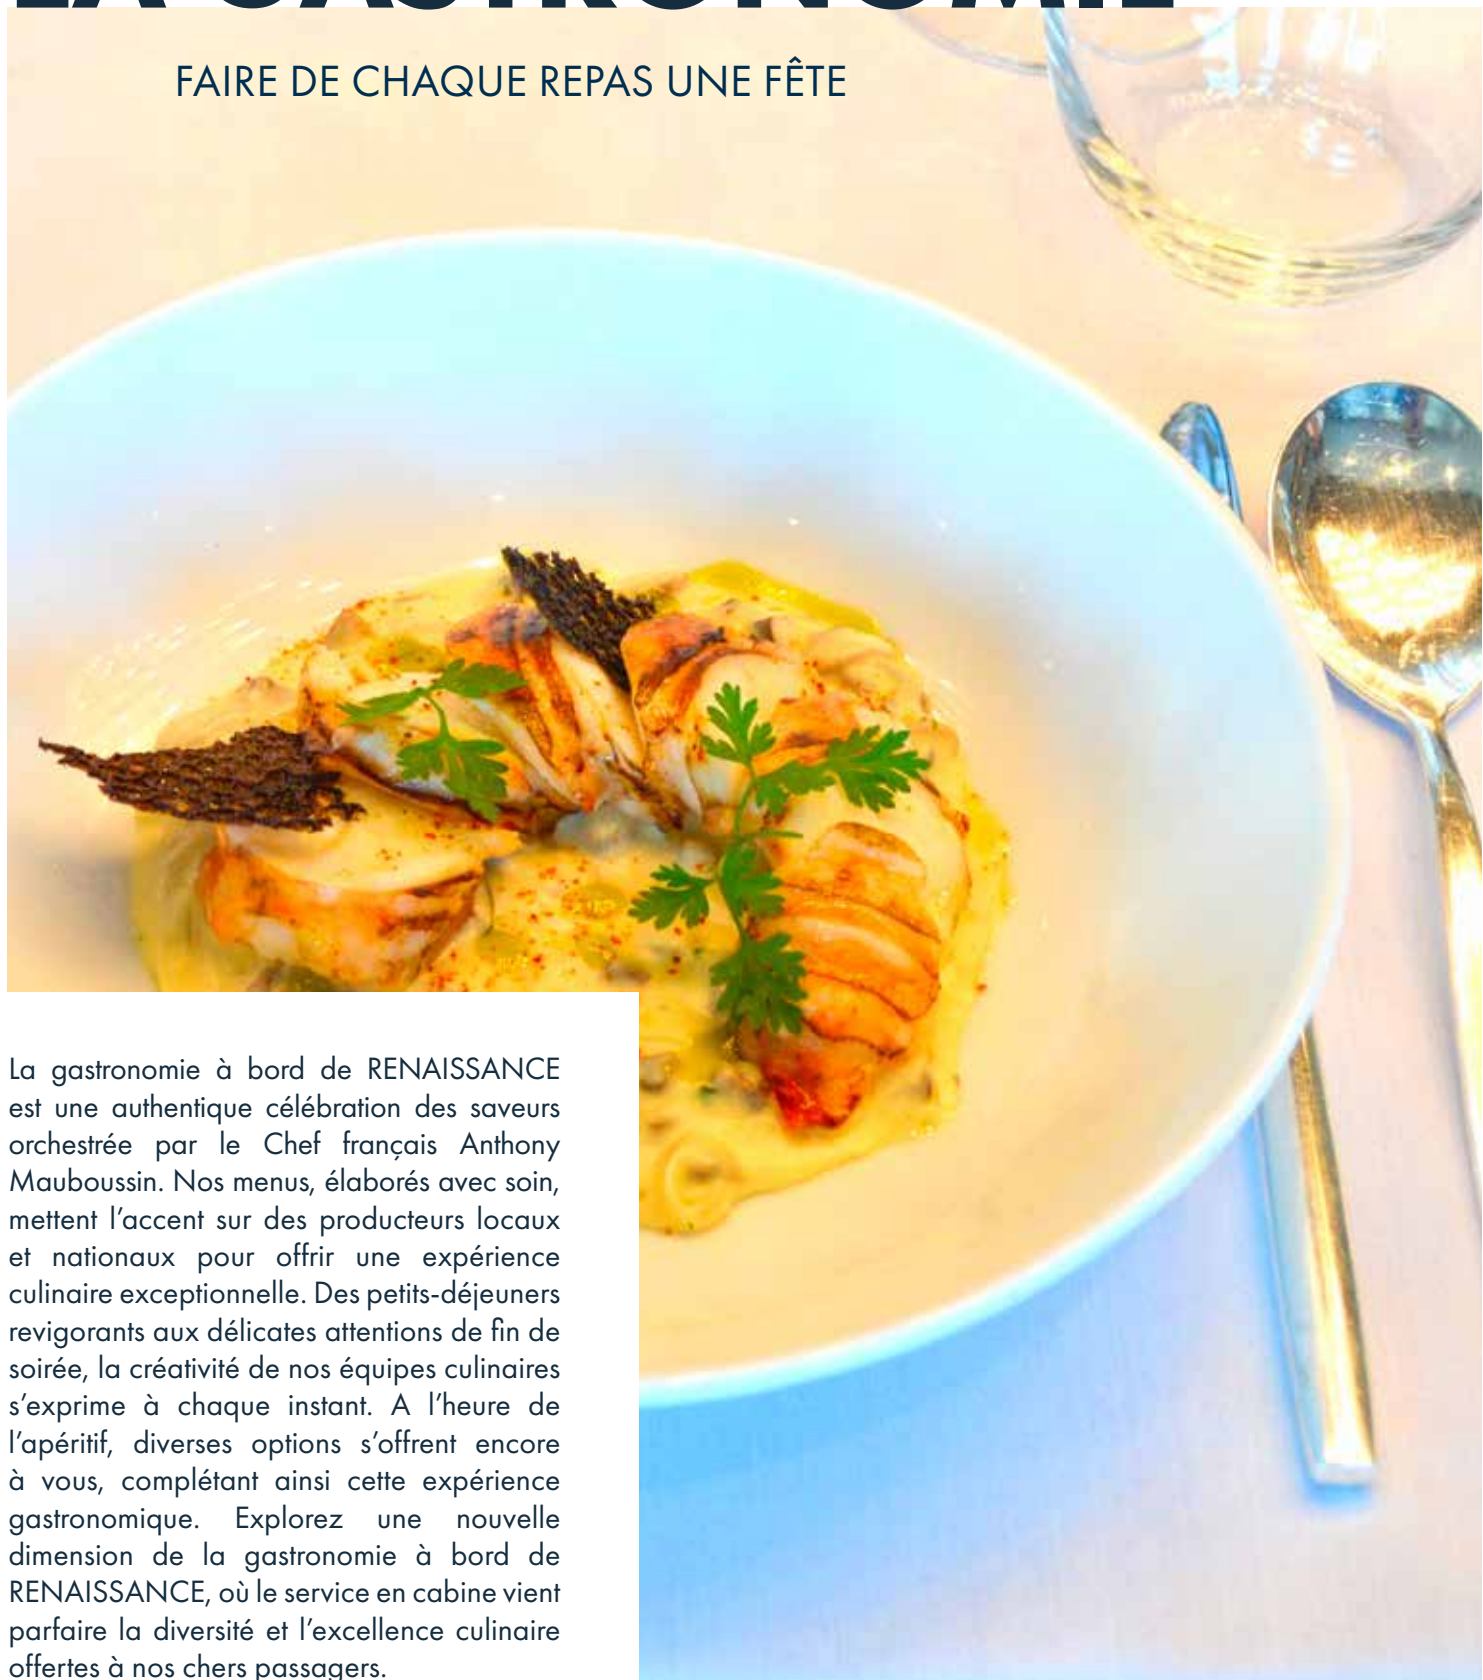 LA GASTRONOMIE
FAIRE DE CHAQUE REPAS UNE FÊTE
La gastronomie à bord de RENAISSANCE
est une authentique célébration des saveurs
orchestrée par le Chef français Anthony
Mauboussin. Nos menus, élaborés avec soin,
mettent l’accent sur des producteurs locaux
et nationaux pour offrir une expérience
culinaire exceptionnelle. Des petits-déjeuners
revigorants aux délicates attentions de fin de
soirée, la créativité de nos équipes culinaires
s’exprime à chaque instant. A l’heure de
l’apéritif, diverses options s’offrent encore
à vous, complétant ainsi cette expérience
gastronomique. Explorez une nouvelle
dimension de la gastronomie à bord de
RENAISSANCE, où le service en cabine vient
parfaire la diversité et l’excellence culinaire
offertes à nos chers passagers.